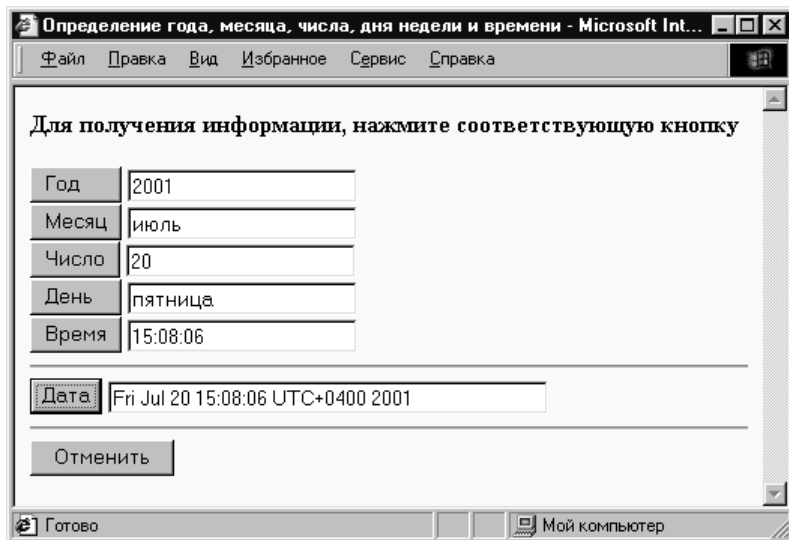 Определение года, месяца, числа, дня недели и времени - Microsoft Int...
Файл Правка Вид Избранное Сервис Справка
Для получения информации, нажмите соответствующую кнопку
Год 2001
Месяц июль
Число 20
День пятница
Время 15:08:06
Дата Fri Jul 20 15:08:06 UTC+0400 2001
Отменить
Готово Мой компьютер